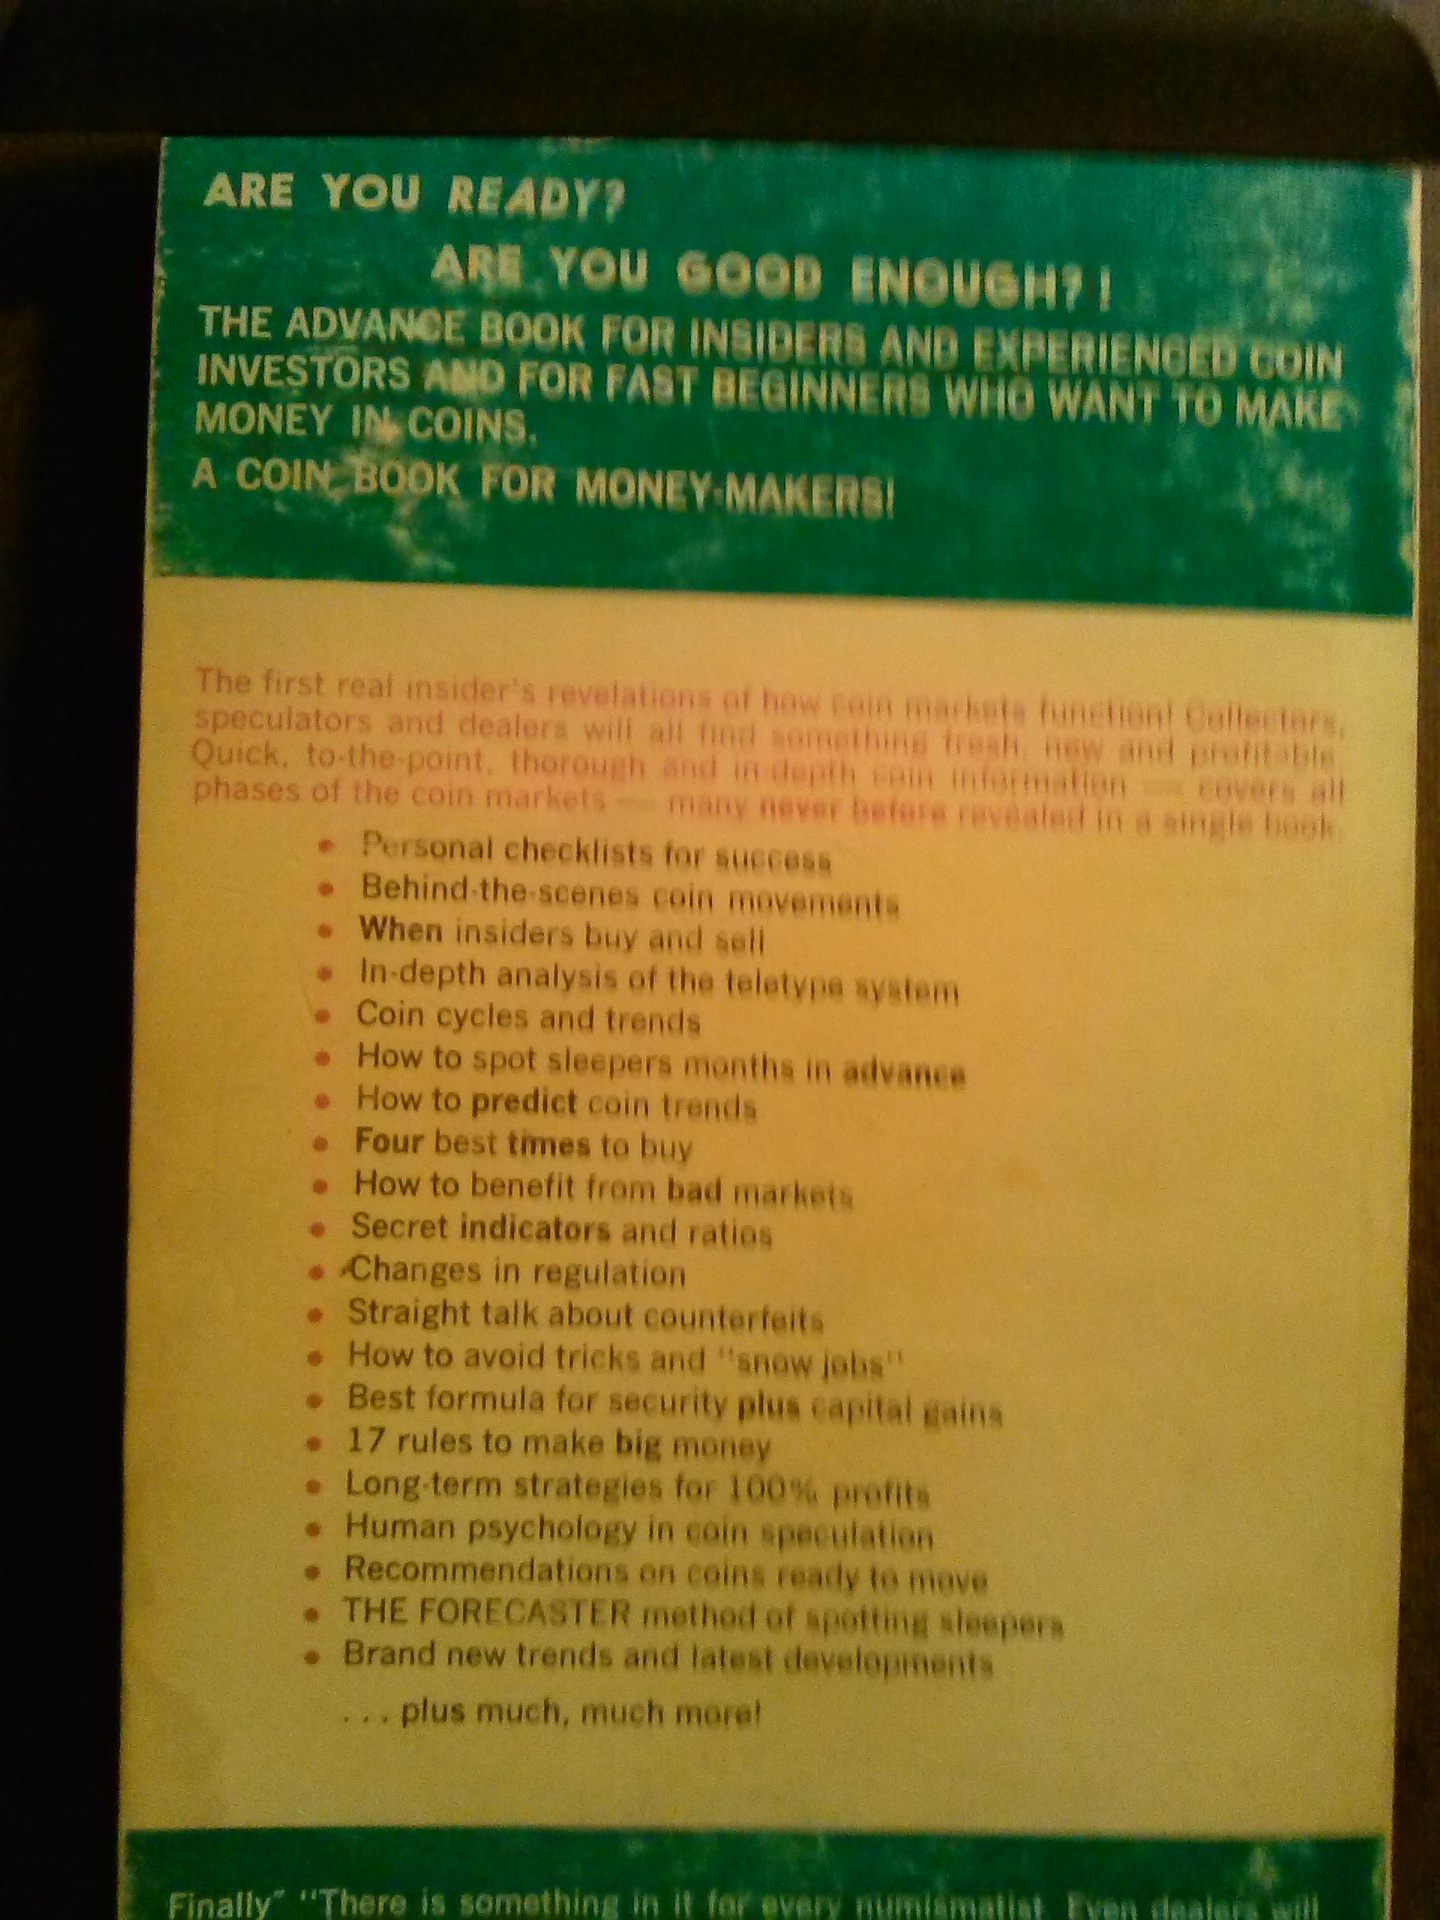 ARE YOU READY?
ARE YOU GOOD ENOUGH?!
THE ADVANCE BOOK FOR INSIDERS AND EXPERIENCED COIN
INVESTORS AND FOR FAST BEGINNERS WHO WANT TO MAKE
MONEY IN COINS.
A COIN BOOK FOR MONEY-MAKERS!
The first real insider's revelations of how coin markets function! Collectors,
speculators and dealers will all find something fresh, new and profitable.
Quick, to-the-point, thorough and in-depth coin information — covers all
phases of the coin markets — many never before revealed in a single book.
• Personal checklists for success
• Behind-the-scenes coin movements
• When insiders buy and sell
• In-depth analysis of the teletype system
• Coin cycles and trends
• How to spot sleepers months in advance
• How to predict coin trends
• Four best times to buy
• How to benefit from bad markets
• Secret indicators and ratios
• Changes in regulation
• Straight talk about counterfeits
• How to avoid tricks and "snow jobs"
• Best formula for security plus capital gains
• 17 rules to make big money
• Long-term strategies for 100% profits
• Human psychology in coin speculation
• Recommendations on coins ready to move
• THE FORECASTER method of spotting sleepers
• Brand new trends and latest developments
... plus much, much more!
Finally" "There is something in it for every numismatist. Even dealers will